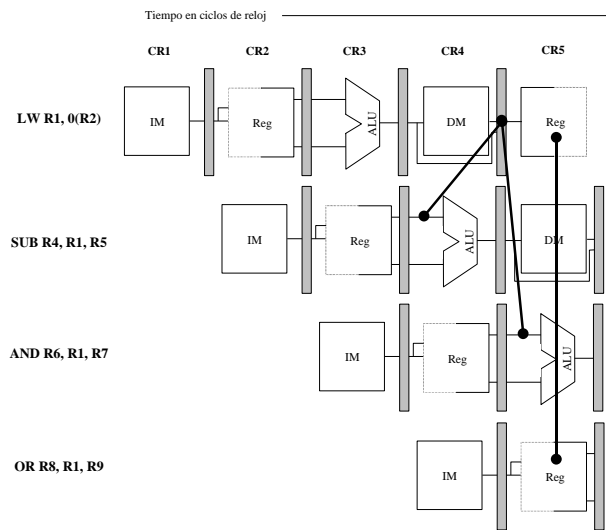 Tiempo en ciclos de reloj
CR1 CR2 CR3 CR4 CR5
LW R1, 0(R2) IM Reg ALU DM Reg
SUB R4, R1, R5 IM Reg ALU DM
AND R6, R1, R7 IM Reg ALU
OR R8, R1, R9 IM Reg